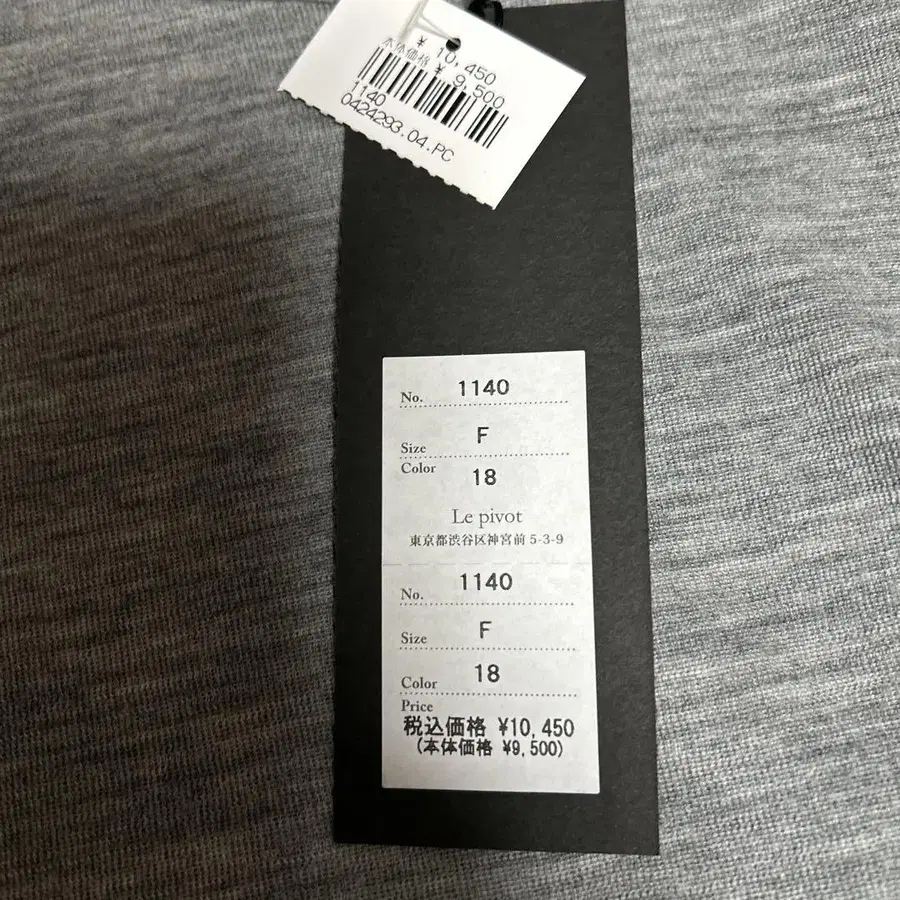 ¥ 10,450
本体価格 ¥ 9,500
1140
0424293.04.PC
No. 1140
Size F
Color 18
Le pivot
東京都渋谷区神宮前 5-3-9
No. 1140
Size F
Color 18
Price
税込価格 ¥10,450
(本体価格 ¥9,500)